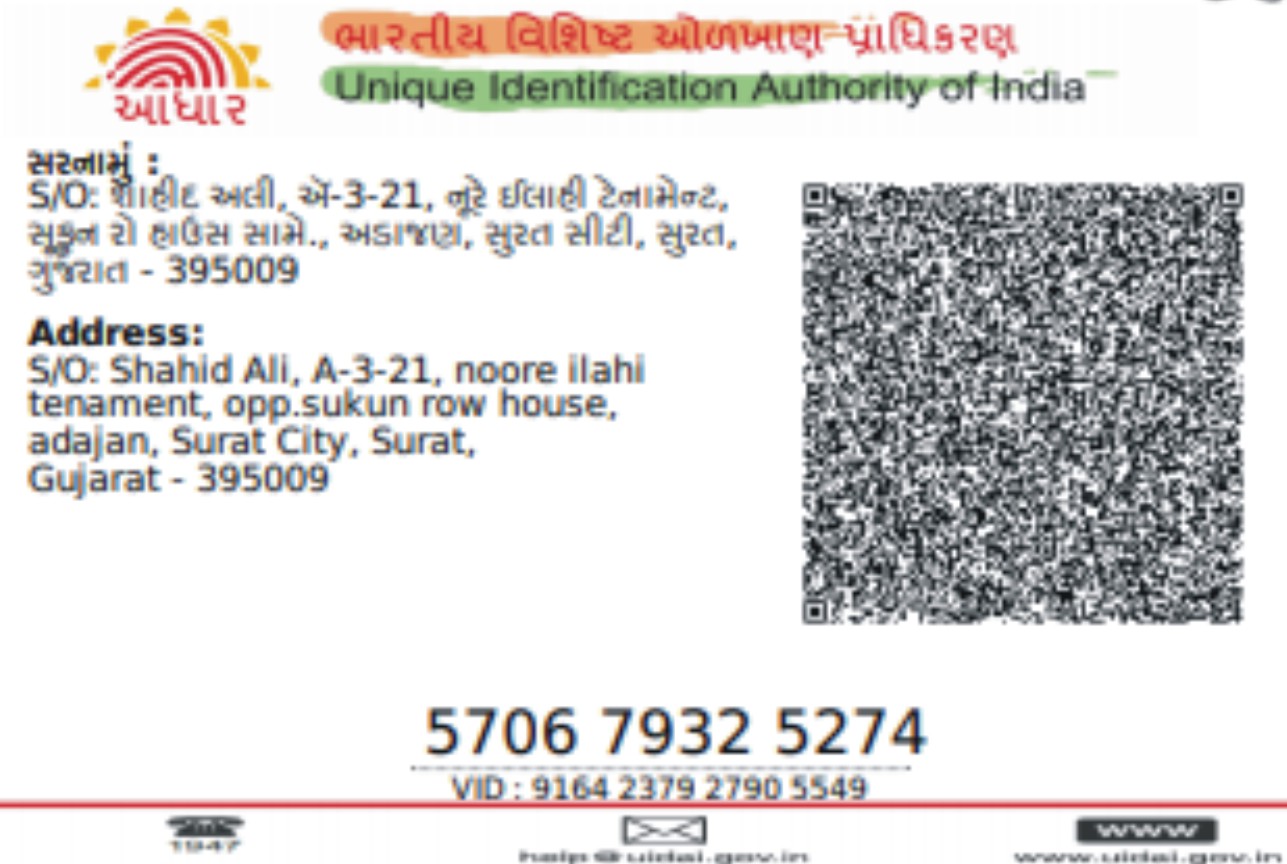 ભારતીય વિશિષ્ટ ઓળખાણ પ્રાધિકરણ
Unique Identification Authority of India
આધાર
સરનામું :
S/O: શાહીદ અલી, એ-3-21, નૂરે ઈલાહી ટેનામેન્ટ,
સુકુન રો હાઉસ સામે., અડાજણ, સુરત સીટી, સુરત,
ગુજરાત - 395009
Address:
S/O: Shahid Ali, A-3-21, noore ilahi
tenament, opp.sukun row house,
adajan, Surat City, Surat,
Gujarat - 395009
5706 7932 5274
VID : 9164 2379 2790 5549
1947
help@uidai.gov.in
www
www.uidai.gov.in